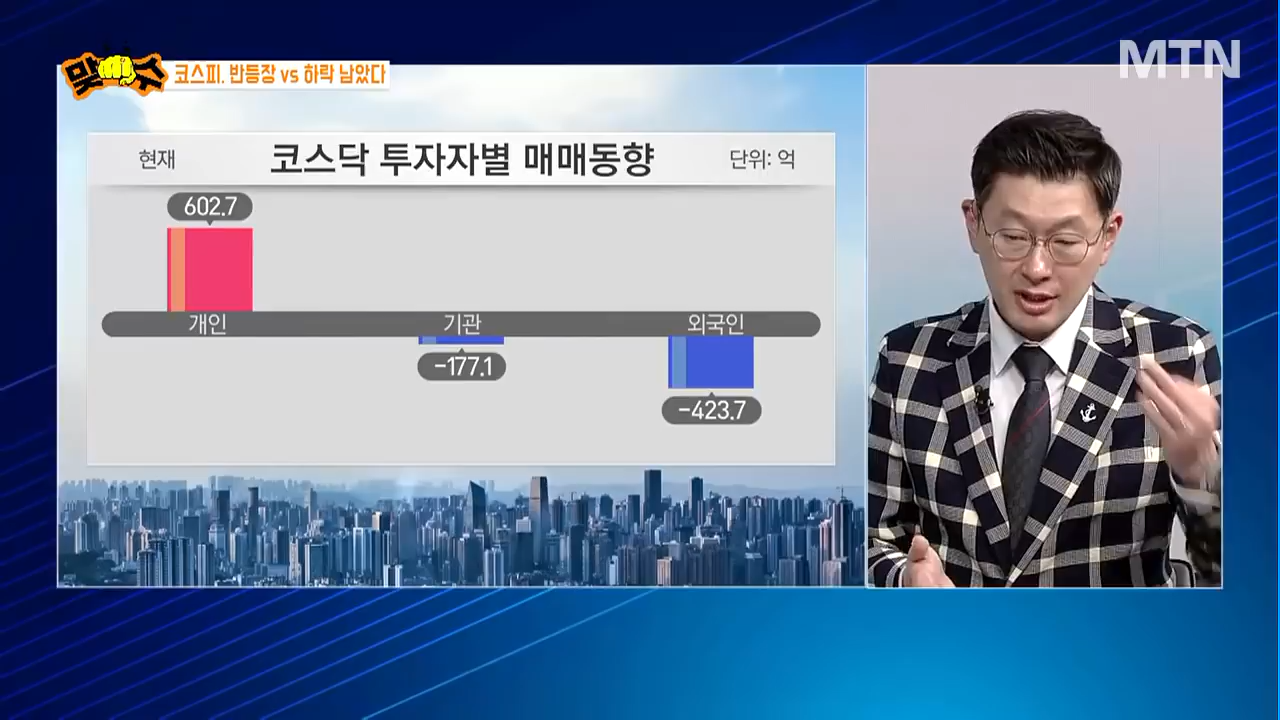 맞수
코스피. 반등장 vs 하락 남았다
MTN
현재
코스닥 투자자별 매매동향
단위: 억
602.7
개인
기관
외국인
-177.1
-423.7